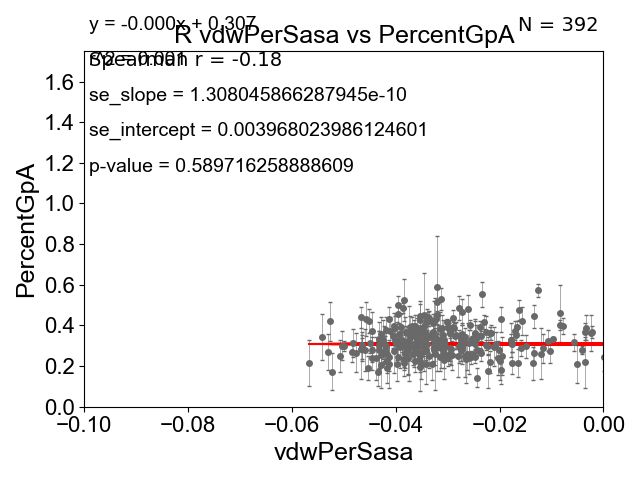 y = -0.000x + 0.307
N = 392
R vdwPerSasa vs PercentGpA
Spearman r = -0.18
se_slope = 1.308045866287945e-10
se_intercept = 0.003968023986124601
p-value = 0.589716258888609
PercentGpA
1.6
1.4
1.2
1.0
0.8
0.6
0.4
0.2
0.0
−0.10
−0.08
−0.06
−0.04
−0.02
0.00
vdwPerSasa